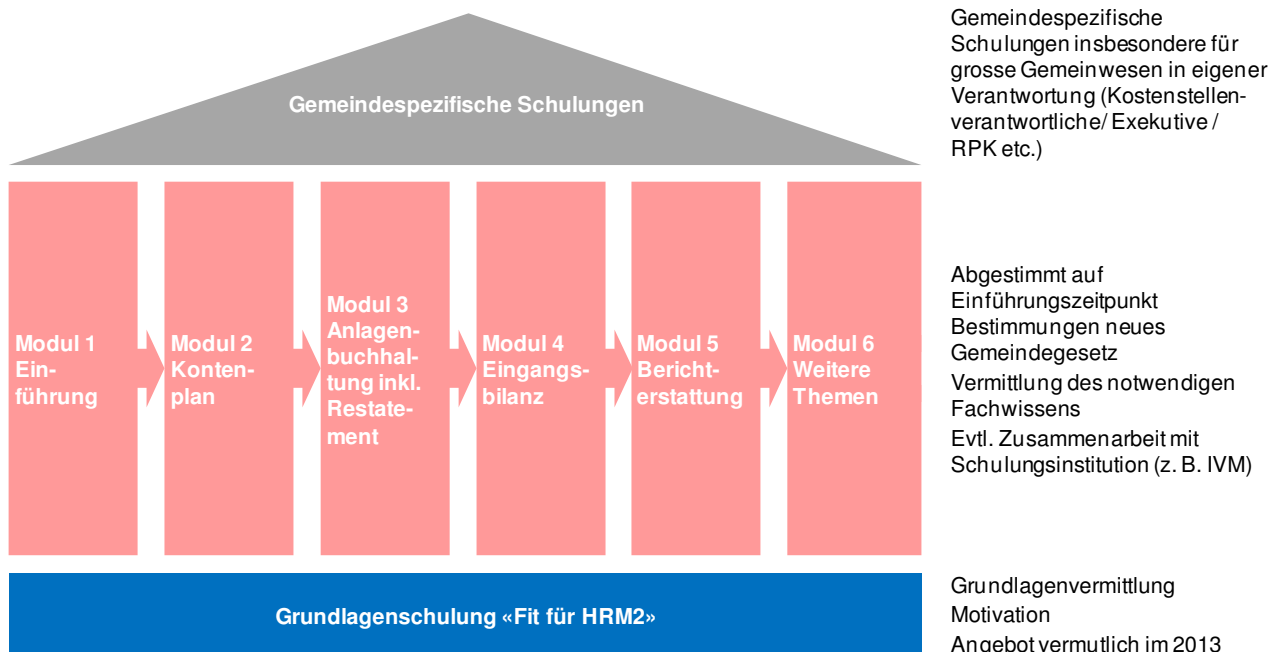 Gemeindespezifische Schulungen
Gemeindespezifische
Schulungen insbesondere für
grosse Gemeinwesen in eigener
Verantwortung (Kostenstellen-
verantwortliche/ Exekutive /
RPK etc.)
Modul 1
Ein-
führung
Modul 2
Konten-
plan
Modul 3
Anlagen-
buchhal-
tung inkl.
Restate-
ment
Modul 4
Eingangs-
bilanz
Modul 5
Bericht-
erstattung
Modul 6
Weitere
Themen
Abgestimmt auf
Einführungszeitpunkt
Bestimmungen neues
Gemeindegesetz
Vermittlung des notwendigen
Fachwissens
Evtl. Zusammenarbeit mit
Schulungsinstitution (z. B. IVM)
Grundlagenschulung «Fit für HRM2»
Grundlagenvermittlung
Motivation
Angebot vermutlich im 2013